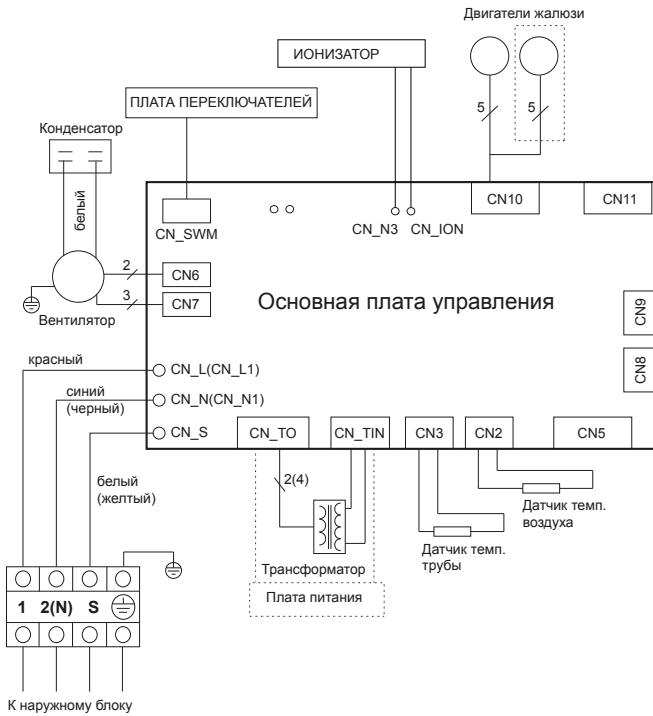 Двигатели жалюзи
ИОНИЗАТОР
ПЛАТА ПЕРЕКЛЮЧАТЕЛЕЙ
5
5
Конденсатор
белый
CN10
CN11
CN_SWM
CN_N3
CN_ION
2
CN6
3
CN7
Вентилятор
Основная плата управления
CN9
CN8
красный
CN_L(CN_L1)
синий
(черный)
CN_N(CN_N1)
CN_S
CN_TO
CN_TIN
CN3
CN2
CN5
белый
(желтый)
2(4)
Датчик темп.
воздуха
Датчик темп.
трубы
Трансформатор
Плата питания
1 2(N) S
К наружному блоку